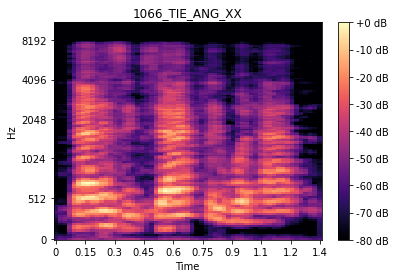 1066_TIE_ANG_XX
+0 dB
8192
-10 dB
4096
-20 dB
-30 dB
2048
Hz
-40 dB
1024
-50 dB
512
-60 dB
-70 dB
0
-80 dB
0 0.15 0.3 0.45 0.6 0.75 0.9 1.1 1.2 1.4
Time